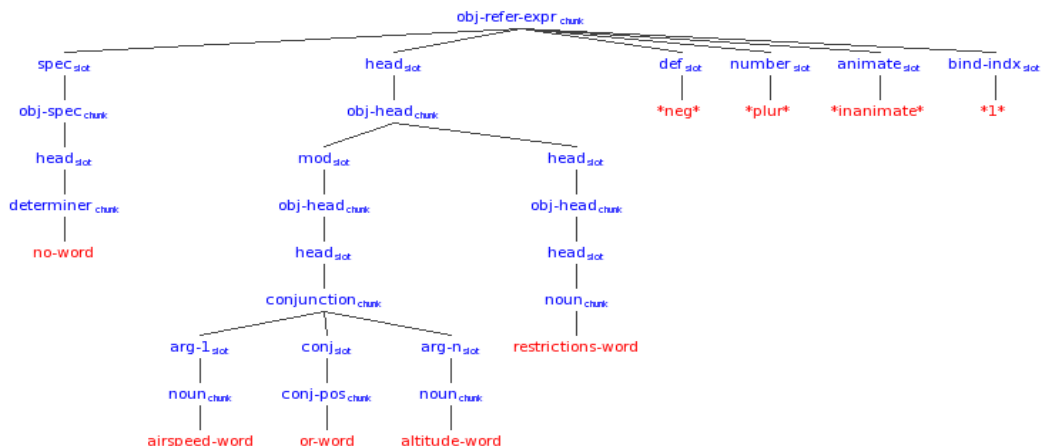 obj-refer-expr chunk
spec slot head slot def slot number slot animate slot bind-indx slot
obj-spec chunk obj-head chunk *neg* *plur* *inanimate* *1*
head slot mod slot head slot
determiner chunk obj-head chunk obj-head chunk
no-word head slot head slot
conjunction chunk noun chunk
arg-1 slot conj slot arg-n slot restrictions-word
noun chunk conj-pos chunk noun chunk
airspeed-word or-word altitude-word